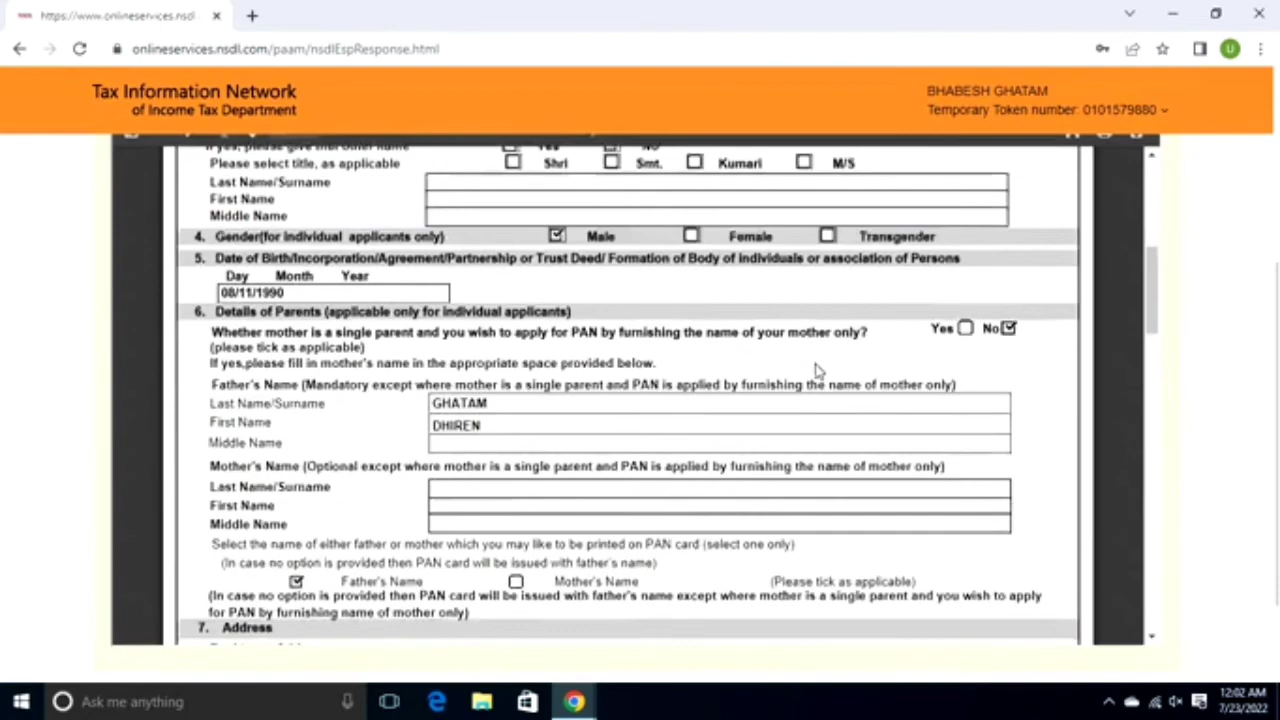 https://www.onlineservices.nsdl
onlineservices.nsdl.com/paam/nsdlEspResponse.html
U
Tax Information Network
of Income Tax Department
BHABESH GHATAM
Temporary Token number: 0101579880
If yes, please give that other name Yes No
Please select title, as applicable Shri Smt. Kumari M/S
Last Name/Surname
First Name
Middle Name
4. Gender(for individual applicants only) Male Female Transgender
5. Date of Birth/Incorporation/Agreement/Partnership or Trust Deed/ Formation of Body of individuals or association of Persons
Day Month Year
08/11/1990
6. Details of Parents (applicable only for individual applicants)
Whether mother is a single parent and you wish to apply for PAN by furnishing the name of your mother only? Yes No
(please tick as applicable)
If yes,please fill in mother's name in the appropriate space provided below.
Father's Name (Mandatory except where mother is a single parent and PAN is applied by furnishing the name of mother only)
Last Name/Surname GHATAM
First Name DHIREN
Middle Name
Mother's Name (Optional except where mother is a single parent and PAN is applied by furnishing the name of mother only)
Last Name/Surname
First Name
Middle Name
Select the name of either father or mother which you may like to be printed on PAN card (select one only)
(In case no option is provided then PAN card will be issued with father's name)
Father's Name Mother's Name (Please tick as applicable)
(In case no option is provided then PAN card will be issued with father's name except where mother is a single parent and you wish to apply
for PAN by furnishing name of mother only)
7. Address
Ask me anything
12:02 AM
7/23/2022